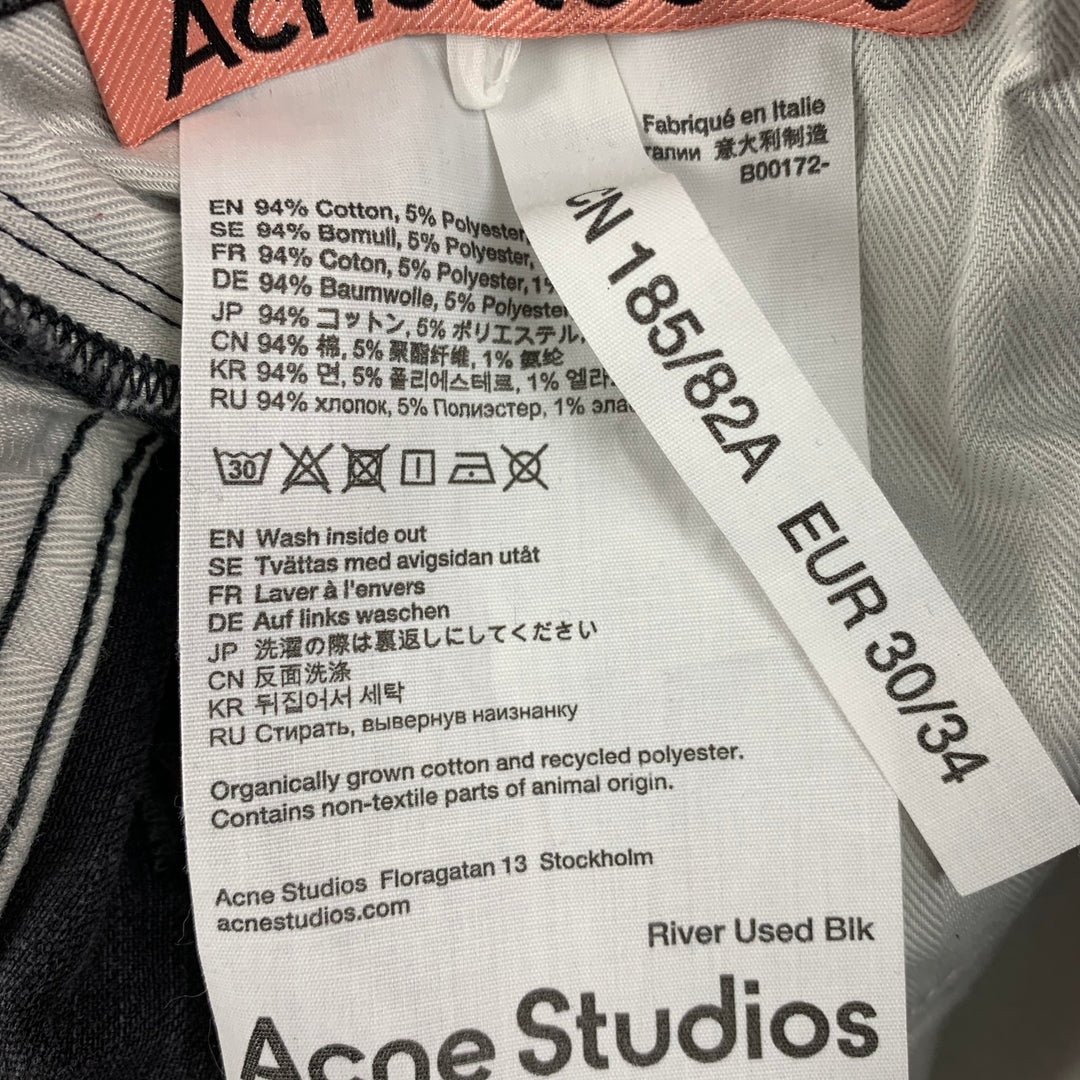 Fabriqué en Italie
意大利制造
B00172-
CN 185/82A EUR 30/34
EN 94% Cotton, 5% Polyester,
SE 94% Bomull, 5% Polyester,
FR 94% Coton, 5% Polyester, 1%
DE 94% Baumwolle, 5% Polyester
JP 94% コットン, 5% ポリエステル,
CN 94% 棉, 5% 聚酯纤维, 1% 氨纶
KR 94% 면, 5% 폴리에스테르, 1%
RU 94% хлопок, 5% Полиэстер, 1%
30
EN Wash inside out
SE Tvättas med avigsidan utåt
FR Laver à l'envers
DE Auf links waschen
JP 洗濯の際は裏返しにしてください
CN 反面洗涤
KR 뒤집어서 세탁
RU Стирать, вывернув наизнанку
Organically grown cotton and recycled polyester.
Contains non-textile parts of animal origin.
Acne Studios Floragatan 13 Stockholm
acnestudios.com
River Used Blk
Acne Studios